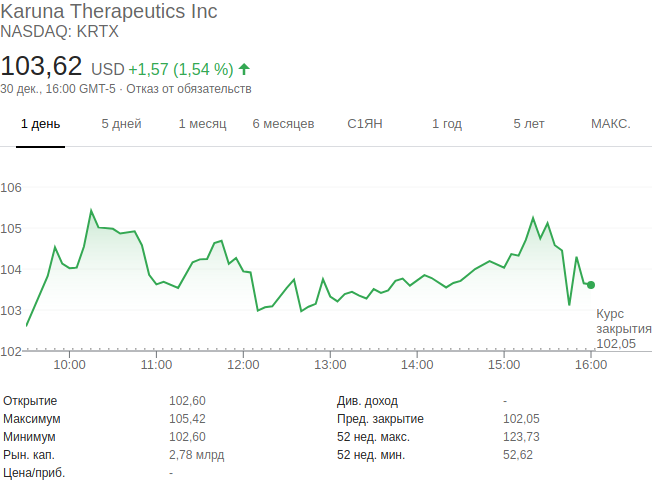 Karuna Therapeutics Inc
NASDAQ: KRTX
103,62 USD +1,57 (1,54 %)
30 дек., 16:00 GMT-5 · Отказ от обязательств
1 день 5 дней 1 месяц 6 месяцев С1ЯН 1 год 5 лет МАКС.
106
105
104
103
102
Курс
закрытия
102,05
10:00 11:00 12:00 13:00 14:00 15:00 16:00
Открытие 102,60 Див. доход -
Максимум 105,42 Пред. закрытие 102,05
Минимум 102,60 52 нед. макс. 123,73
Рын. кап. 2,78 млрд 52 нед. мин. 52,62
Цена/приб. -